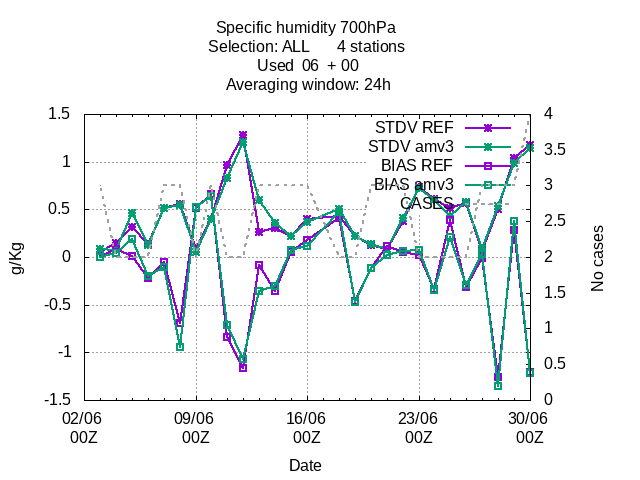 Specific humidity 700hPa
Selection: ALL 4 stations
Used 06 + 00
Averaging window: 24h
1.5
1
0.5
0
-0.5
-1
-1.5
g/Kg
STDV REF
STDV amv3
BIAS REF
BIAS amv3
CASES
4
3.5
3
2.5
2
1.5
1
0.5
0
No cases
02/06 09/06 16/06 23/06 30/06
00Z 00Z 00Z 00Z 00Z
Date